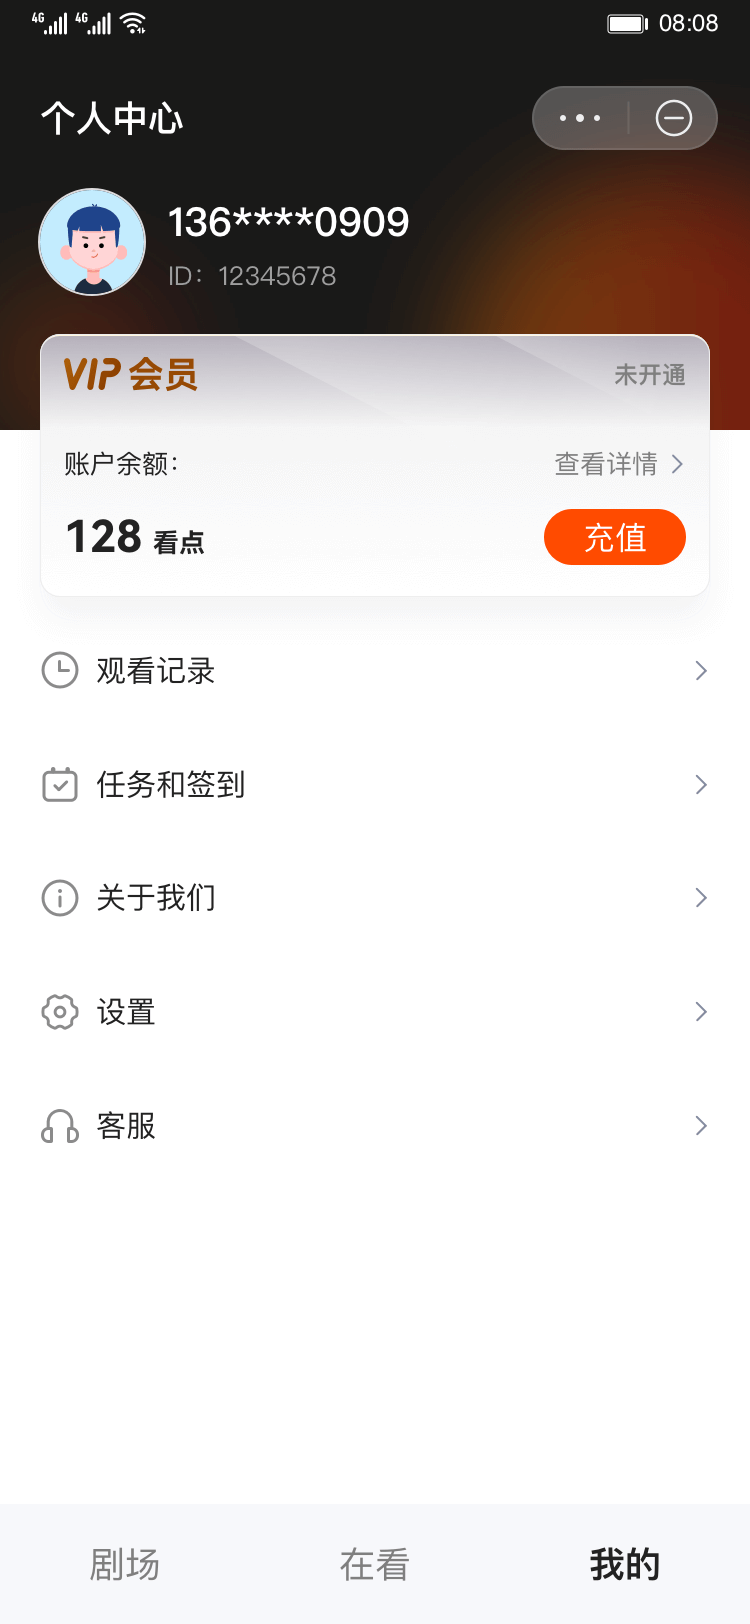 4G 4G 08:08
个人中心
136****0909
ID：12345678
VIP 会员 未开通
账户余额： 查看详情
128 看点 充值
观看记录
任务和签到
关于我们
设置
客服
剧场 在看 我的